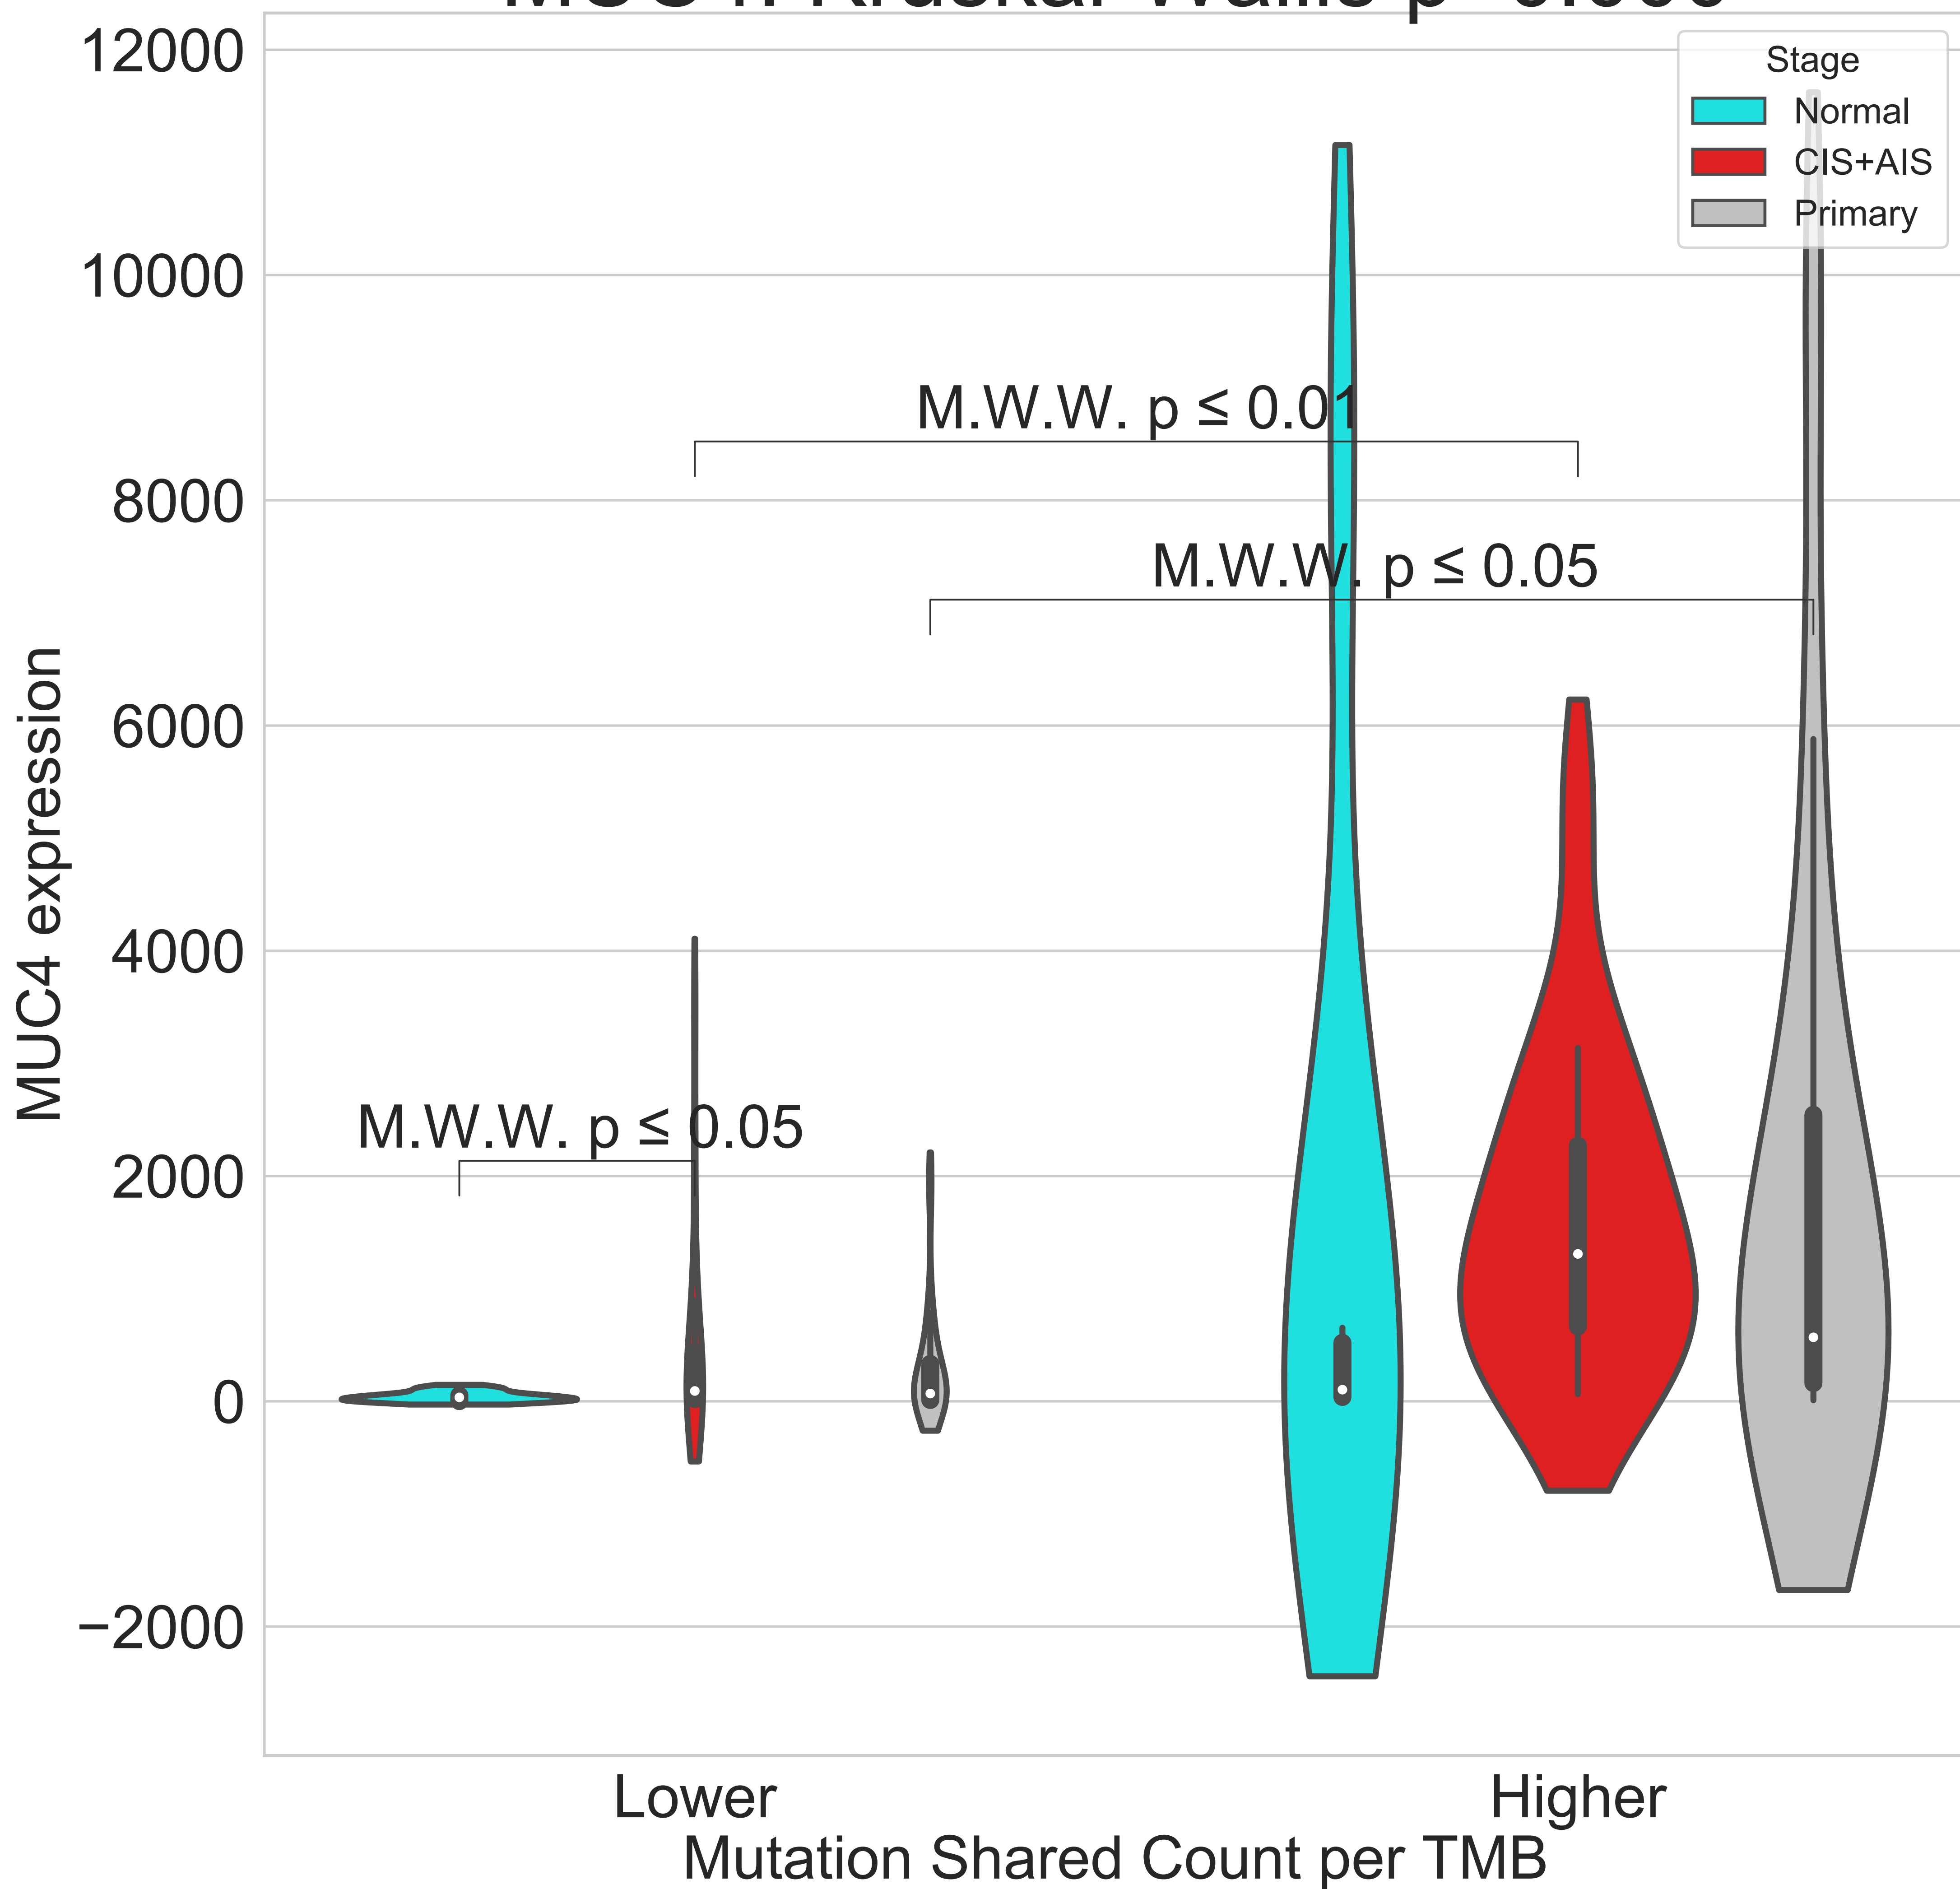 12000
10000
8000
6000
4000
2000
0
−2000
MUC4 expression
Stage
Normal
CIS+AIS
Primary
M.W.W. p ≤ 0.01
M.W.W. p ≤ 0.05
M.W.W. p ≤ 0.05
Lower
Higher
Mutation Shared Count per TMB